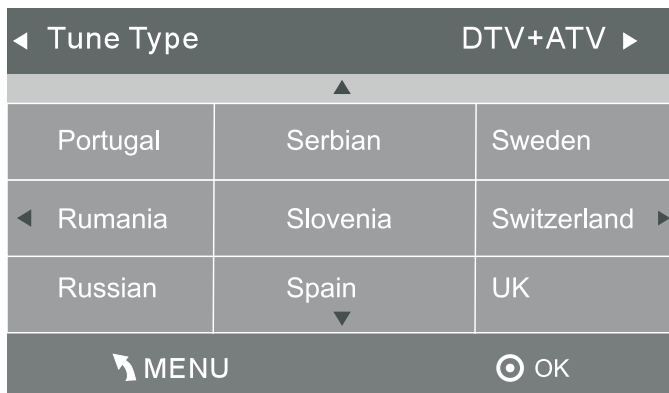 Tune Type DTV+ATV
Portugal Serbian Sweden
Rumania Slovenia Switzerland
Russian Spain UK
MENU OK